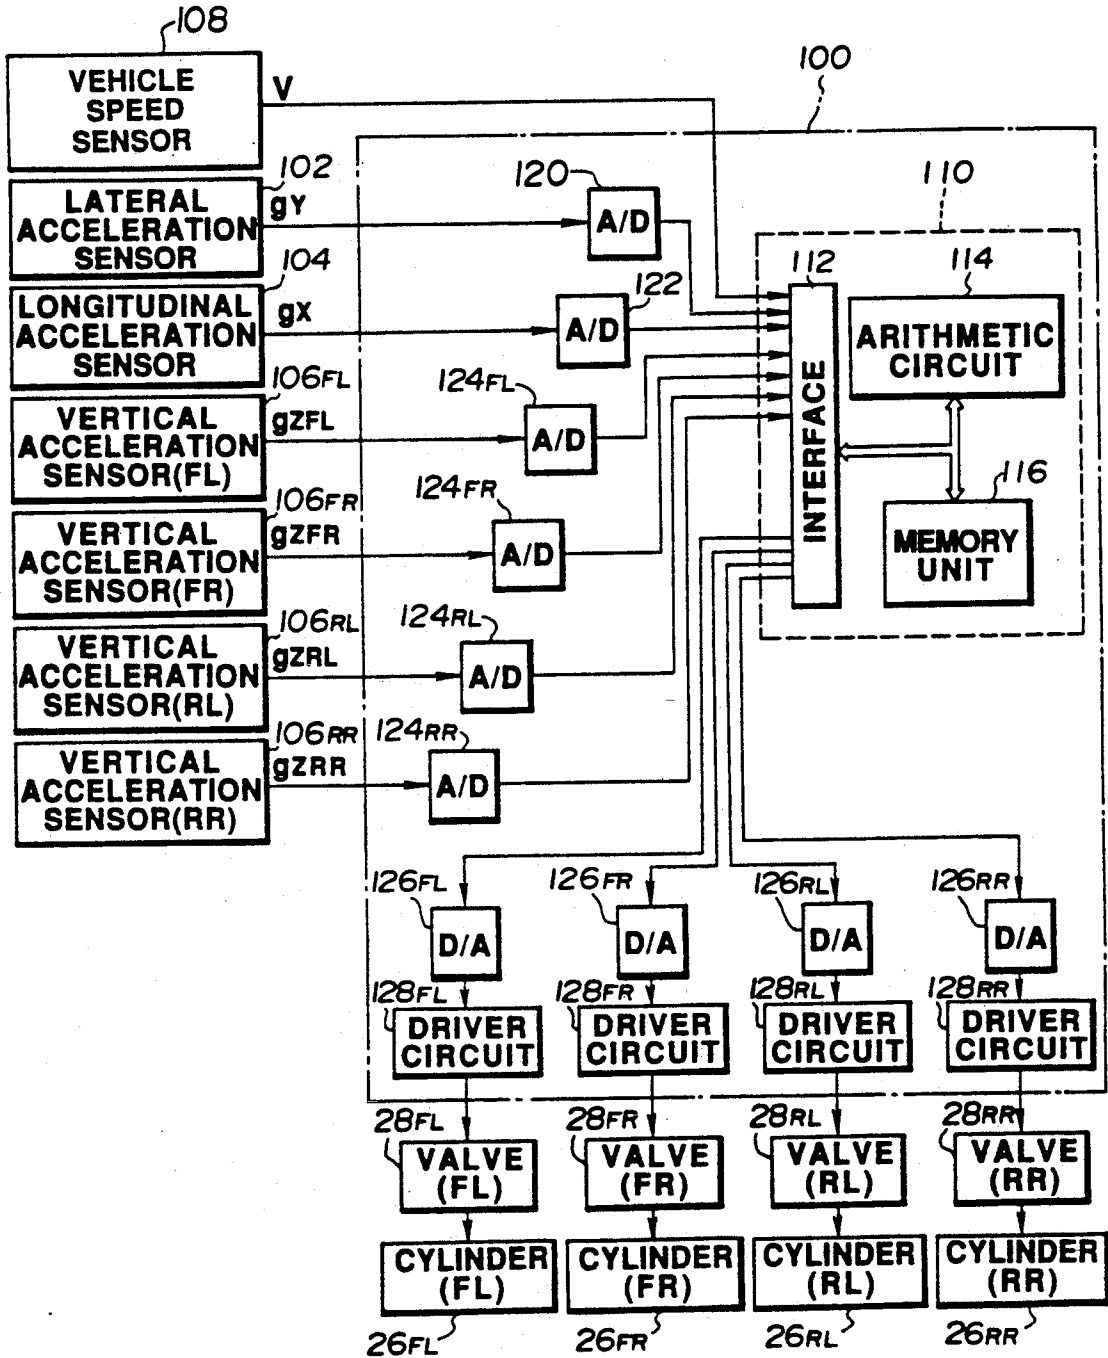 108
VEHICLE
SPEED
SENSOR
V
100
102
LATERAL
ACCELERATION
SENSOR
gY
120
A/D
110
104
LONGITUDINAL
ACCELERATION
SENSOR
gX
122
A/D
112
INTERFACE
114
ARITHMETIC
CIRCUIT
106FL
VERTICAL
ACCELERATION
SENSOR(FL)
gZFL
124FL
A/D
116
MEMORY
UNIT
106FR
VERTICAL
ACCELERATION
SENSOR(FR)
gZFR
124FR
A/D
106RL
VERTICAL
ACCELERATION
SENSOR(RL)
gZRL
124RL
A/D
106RR
VERTICAL
ACCELERATION
SENSOR(RR)
gZRR
124RR
A/D
126FL
D/A
126FR
D/A
126RL
D/A
126RR
D/A
128FL
DRIVER
CIRCUIT
128FR
DRIVER
CIRCUIT
128RL
DRIVER
CIRCUIT
128RR
DRIVER
CIRCUIT
28FL
VALVE
(FL)
28FR
VALVE
(FR)
28RL
VALVE
(RL)
28RR
VALVE
(RR)
CYLINDER
(FL)
CYLINDER
(FR)
CYLINDER
(RL)
CYLINDER
(RR)
26FL
26FR
26RL
26RR